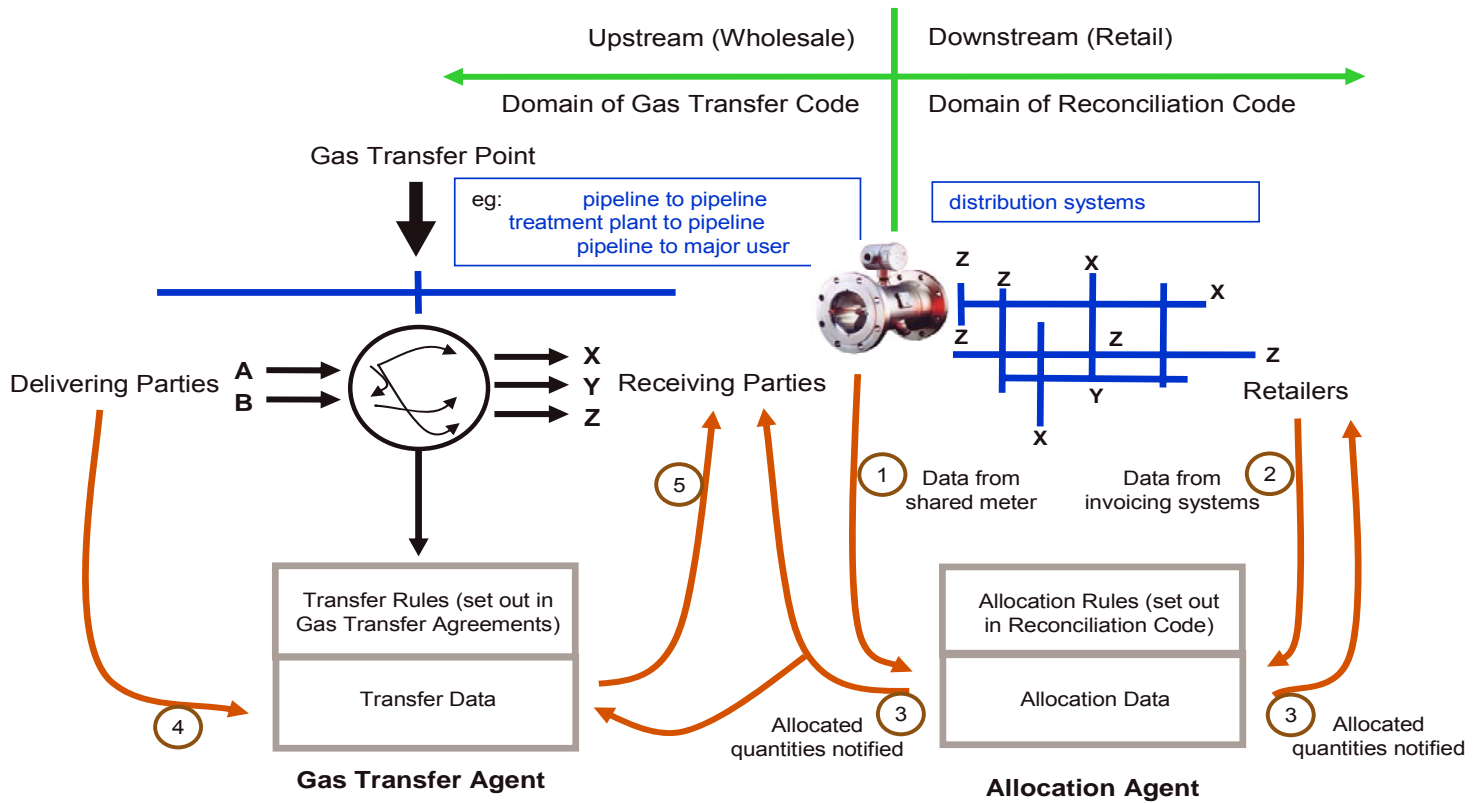 Upstream (Wholesale)
Downstream (Retail)
Domain of Gas Transfer Code
Domain of Reconciliation Code
Gas Transfer Point
eg: pipeline to pipeline
treatment plant to pipeline
pipeline to major user
distribution systems
Z
Z
X
X
Z
Z
Z
Y
X
Delivering Parties
A
B
X
Y
Z
Receiving Parties
Retailers
1
Data from
shared meter
Data from
invoicing systems
2
5
Transfer Rules (set out in
Gas Transfer Agreements)
Transfer Data
Allocation Rules (set out
in Reconciliation Code)
Allocation Data
4
3
Allocated
quantities notified
3
Allocated
quantities notified
Gas Transfer Agent
Allocation Agent